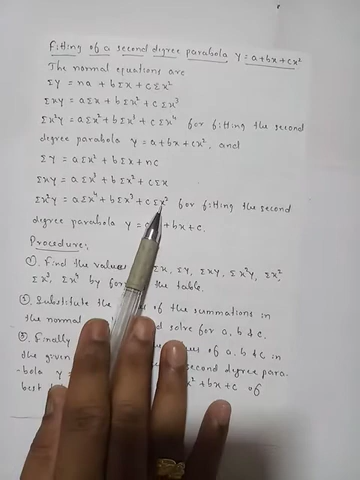 Fitting of a second degree parabola y = a+bx+cx²
The normal equations are
Σy = na + bΣx + cΣx²
Σxy = aΣx + bΣx² + cΣx³
Σx²y = aΣx² + bΣx³ + cΣx⁴ for fitting the second
degree parabola y = a+bx+cx², and
Σy = aΣx² + bΣx + nc
Σxy = aΣx³ + bΣx² + cΣx
Σx²y = aΣx⁴ + bΣx³ + cΣx² for fitting the second
degree parabola y = + bx + c.
Procedure:
①. Find the values Σx, Σy, Σxy, Σx²y, Σx²,
Σx³, Σx⁴ by the table.
②. Substitute the of the summations in
the normal and solve for a, b & c.
③. Finally of a, b & c in
the given second degree para-
-bola y = x² + bx + c of
best